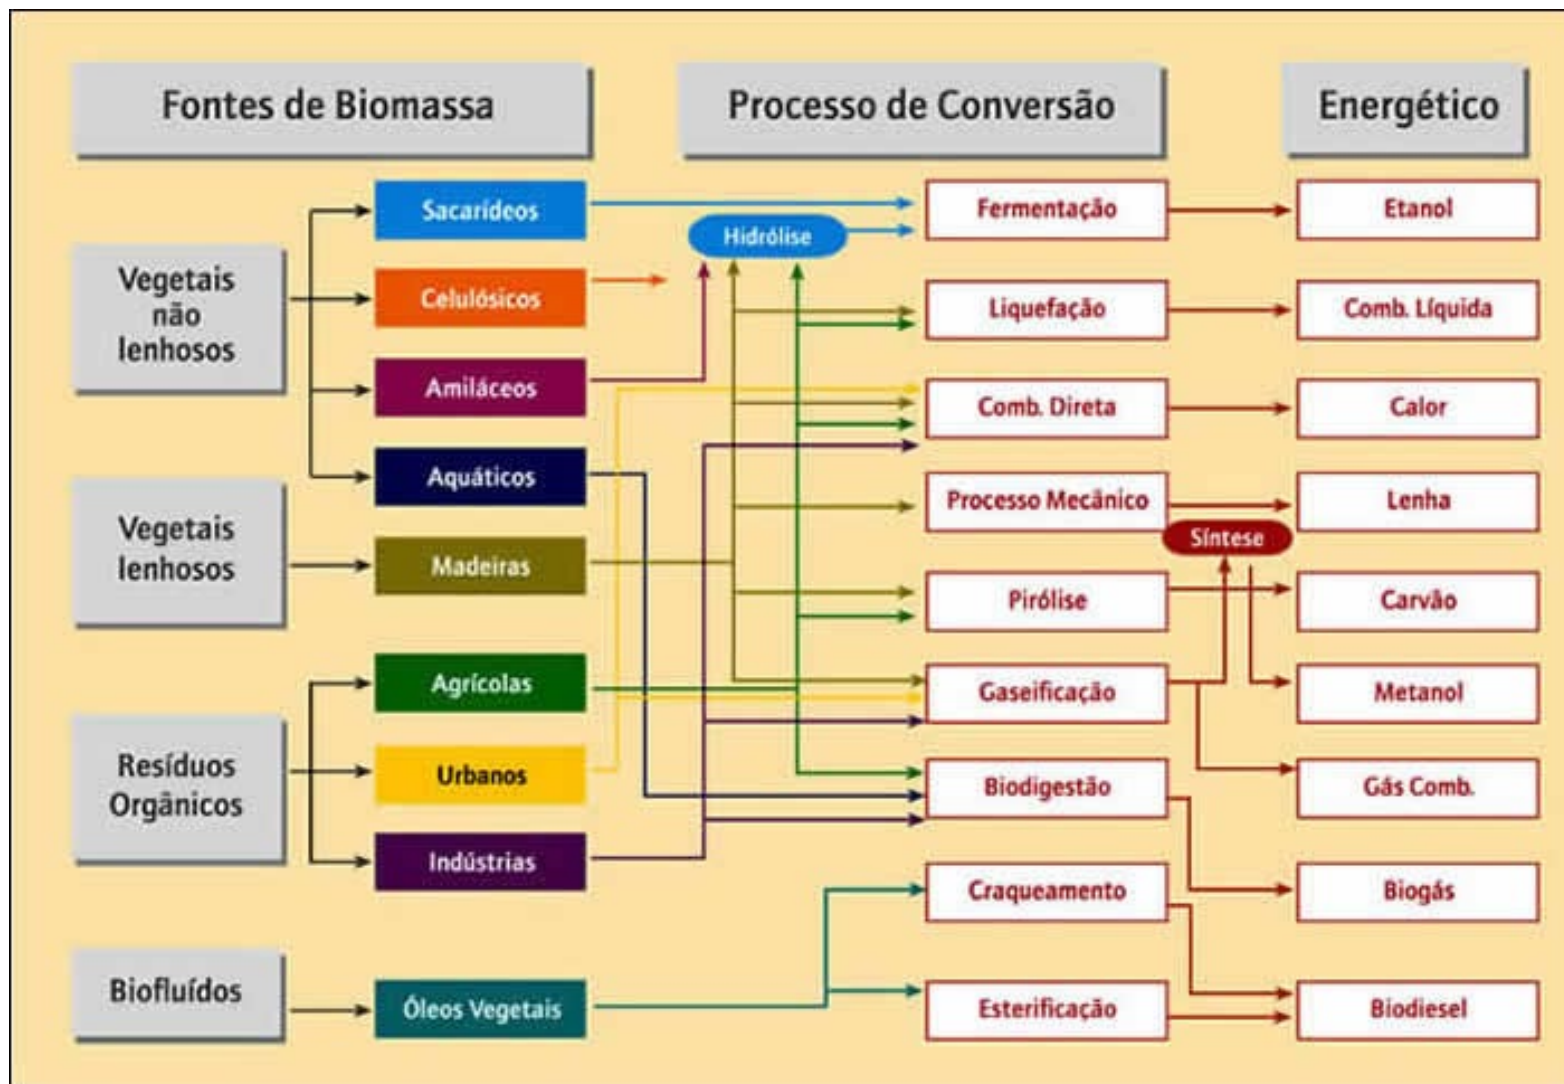 Fontes de Biomassa
Processo de Conversão
Energético
Vegetais
não
lenhosos
Vegetais
lenhosos
Resíduos
Orgânicos
Biofluídos
Sacarídeos
Celulósicos
Amiláceos
Aquáticos
Madeiras
Agrícolas
Urbanos
Indústrias
Óleos Vegetais
Hidrólise
Fermentação
Liquefação
Comb. Direta
Processo Mecânico
Síntese
Pirólise
Gaseificação
Biodigestão
Craqueamento
Esterificação
Etanol
Comb. Líquida
Calor
Lenha
Carvão
Metanol
Gás Comb.
Biogás
Biodiesel